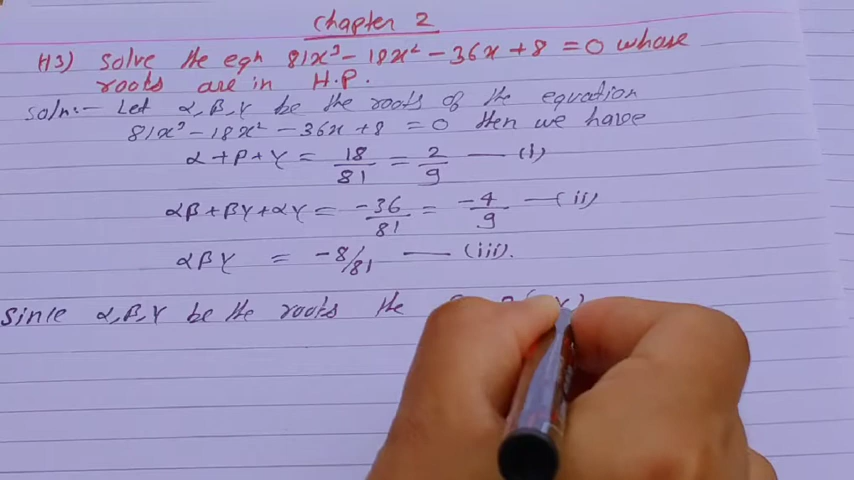 Chapter 2
H3) solve the eqn 81x³ - 18x² - 36x + 8 = 0 whose
roots are in H.P.
soln:- Let α, β, γ be the roots of the equation
81x³ - 18x² - 36x + 8 = 0 then we have
α + β + γ = 18/81 = 2/9 — (i)
αβ + βγ + αγ = -36/81 = -4/9 — (ii)
αβγ = -8/81 — (iii).
Since α, β, γ be the roots the